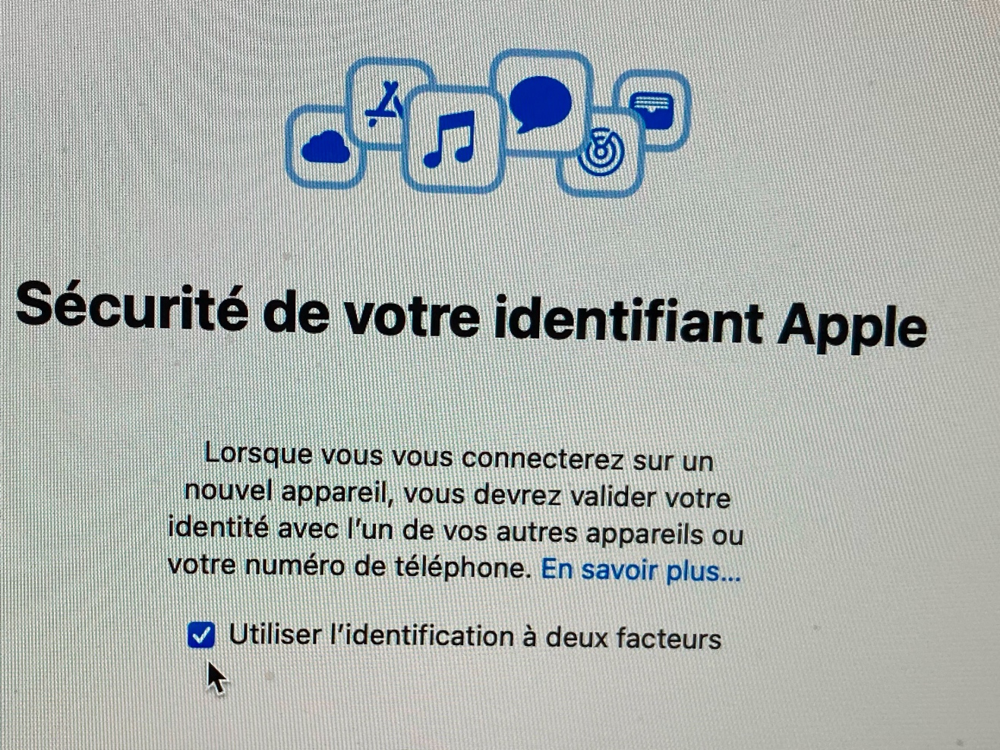 Sécurité de votre identifiant Apple
Lorsque vous vous connecterez sur un
nouvel appareil, vous devrez valider votre
identité avec l'un de vos autres appareils ou
votre numéro de téléphone. En savoir plus...
Utiliser l'identification à deux facteurs